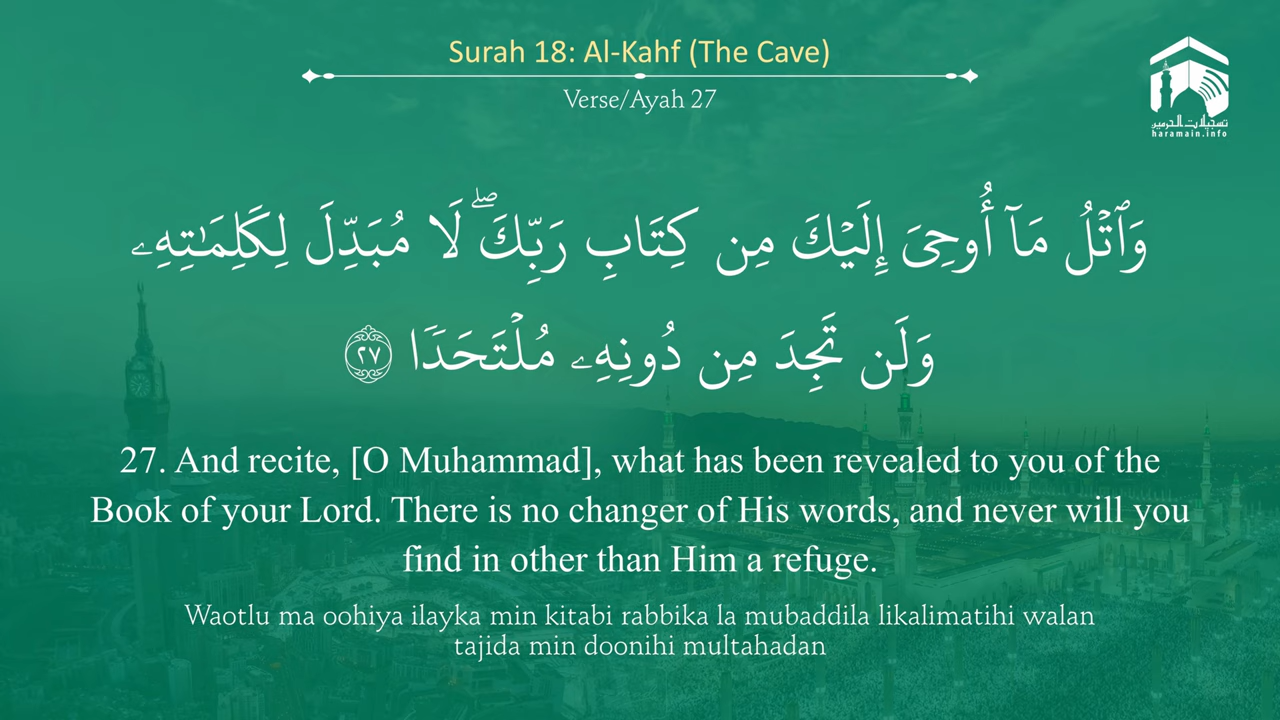 Surah 18: Al-Kahf (The Cave)
Verse/Ayah 27
تسجيلات الحرمين
haramain.info
وَٱتۡلُ مَآ أُوحِيَ إِلَيۡكَ مِن كِتَابِ رَبِّكَۖ لَا مُبَدِّلَ لِكَلِمَٰتِهِۦ
وَلَن تَجِدَ مِن دُونِهِۦ مُلۡتَحَدٗا ٢٧
27. And recite, [O Muhammad], what has been revealed to you of the
Book of your Lord. There is no changer of His words, and never will you
find in other than Him a refuge.
Waotlu ma oohiya ilayka min kitabi rabbika la mubaddila likalimatihi walan
tajida min doonihi multahadan